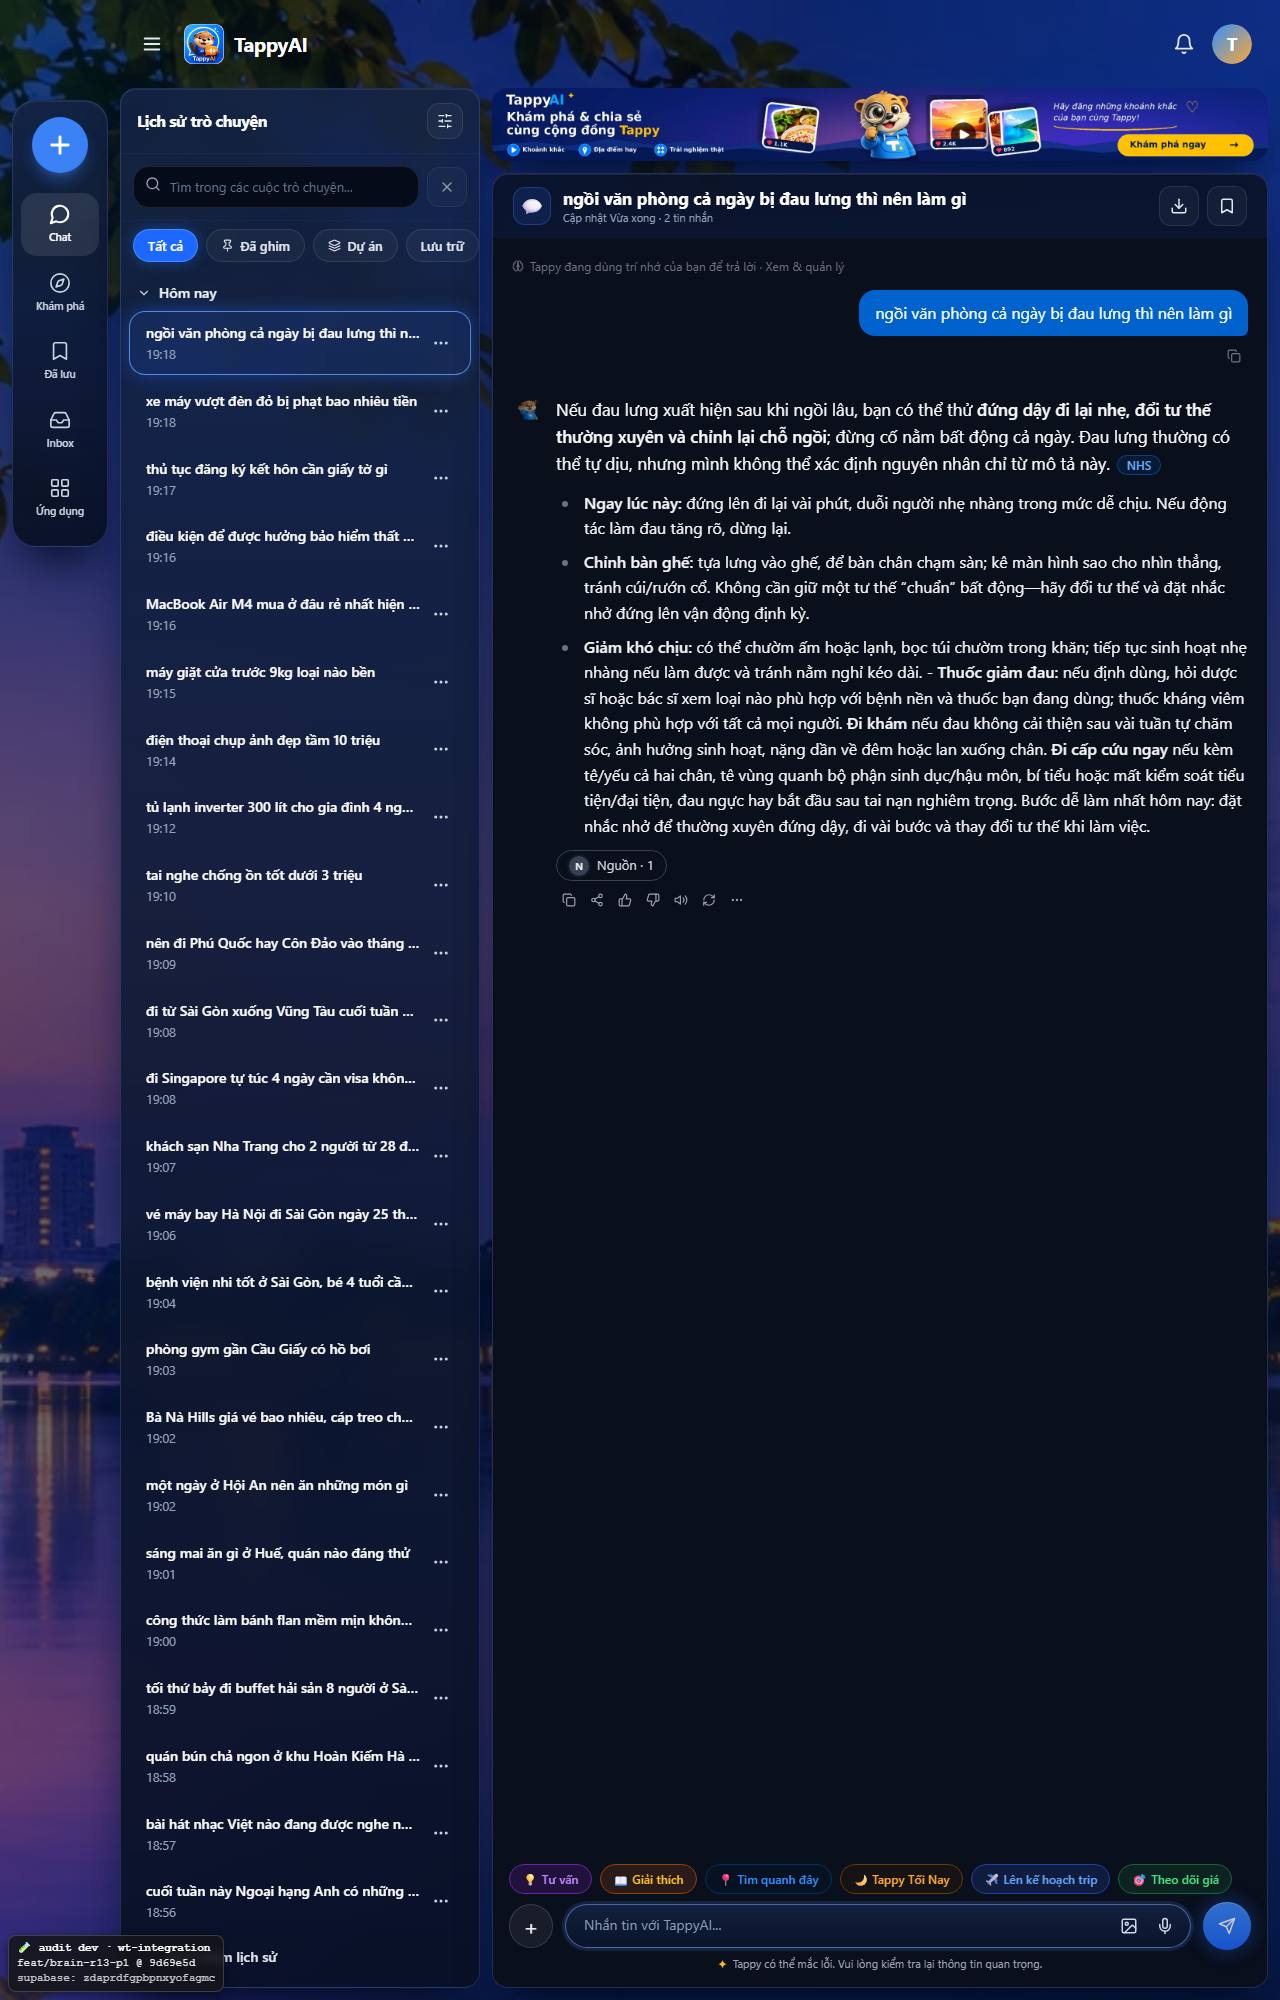 TappyAI
T
TappyAI
Khám phá & chia sẻ
cùng cộng đồng Tappy
Khoảnh khắc
Địa điểm hay
Trải nghiệm thật
1.1K
2.4K
892
Hãy đăng những khoảnh khắc
của bạn cùng Tappy!
Khám phá ngay →
Chat
Khám phá
Đã lưu
Inbox
Ứng dụng
Lịch sử trò chuyện
Tìm trong các cuộc trò chuyện...
Tất cả
Đã ghim
Dự án
Lưu trữ
Hôm nay
ngồi văn phòng cả ngày bị đau lưng thì n...
19:18
xe máy vượt đèn đỏ bị phạt bao nhiêu tiền
19:18
thủ tục đăng ký kết hôn cần giấy tờ gì
19:17
điều kiện để được hưởng bảo hiểm thất ...
19:16
MacBook Air M4 mua ở đâu rẻ nhất hiện ...
19:16
máy giặt cửa trước 9kg loại nào bền
19:15
điện thoại chụp ảnh đẹp tầm 10 triệu
19:14
tủ lạnh inverter 300 lít cho gia đình 4 ng...
19:12
tai nghe chống ồn tốt dưới 3 triệu
19:10
nên đi Phú Quốc hay Côn Đảo vào tháng ...
19:09
đi từ Sài Gòn xuống Vũng Tàu cuối tuần ...
19:08
đi Singapore tự túc 4 ngày cần visa khôn...
19:08
khách sạn Nha Trang cho 2 người từ 28 đ...
19:07
vé máy bay Hà Nội đi Sài Gòn ngày 25 th...
19:06
bệnh viện nhi tốt ở Sài Gòn, bé 4 tuổi cầ...
19:04
phòng gym gần Cầu Giấy có hồ bơi
19:03
Bà Nà Hills giá vé bao nhiêu, cáp treo ch...
19:02
một ngày ở Hội An nên ăn những món gì
19:02
sáng mai ăn gì ở Huế, quán nào đáng thử
19:01
công thức làm bánh flan mềm mịn khôn...
19:00
tối thứ bảy đi buffet hải sản 8 người ở Sà...
18:59
quán bún chả ngon ở khu Hoàn Kiếm Hà ...
18:58
bài hát nhạc Việt nào đang được nghe n...
18:57
cuối tuần này Ngoại hạng Anh có những ...
18:56
lịch sử
audit dev · wt-integration
feat/brain-r13-p1 @ 9d69e5d
supabase: zdaprdfgpbpnxyofagmc
ngồi văn phòng cả ngày bị đau lưng thì nên làm gì
Cập nhật Vừa xong · 2 tin nhắn
Tappy đang dùng trí nhớ của bạn để trả lời · Xem & quản lý
ngồi văn phòng cả ngày bị đau lưng thì nên làm gì
Nếu đau lưng xuất hiện sau khi ngồi lâu, bạn có thể thử đứng dậy đi lại nhẹ, đổi tư thế
thường xuyên và chỉnh lại chỗ ngồi; đừng cố nằm bất động cả ngày. Đau lưng thường có
thể tự dịu, nhưng mình không thể xác định nguyên nhân chỉ từ mô tả này. NHS
• Ngay lúc này: đứng lên đi lại vài phút, duỗi người nhẹ nhàng trong mức dễ chịu. Nếu động
tác làm đau tăng rõ, dừng lại.
• Chỉnh bàn ghế: tựa lưng vào ghế, để bàn chân chạm sàn; kê màn hình sao cho nhìn thẳng,
tránh cúi/rướn cổ. Không cần giữ một tư thế “chuẩn” bất động—hãy đổi tư thế và đặt nhắc
nhở đứng lên vận động định kỳ.
• Giảm khó chịu: có thể chườm ấm hoặc lạnh, bọc túi chườm trong khăn; tiếp tục sinh hoạt nhẹ
nhàng nếu làm được và tránh nằm nghỉ kéo dài. - Thuốc giảm đau: nếu định dùng, hỏi dược
sĩ hoặc bác sĩ xem loại nào phù hợp với bệnh nền và thuốc bạn đang dùng; thuốc kháng viêm
không phù hợp với tất cả mọi người. Đi khám nếu đau không cải thiện sau vài tuần tự chăm
sóc, ảnh hưởng sinh hoạt, nặng dần về đêm hoặc lan xuống chân. Đi cấp cứu ngay nếu kèm
tê/yếu cả hai chân, tê vùng quanh bộ phận sinh dục/hậu môn, bí tiểu hoặc mất kiểm soát tiểu
tiện/đại tiện, đau ngực hay bắt đầu sau tai nạn nghiêm trọng. Bước dễ làm nhất hôm nay: đặt
nhắc nhở để thường xuyên đứng dậy, đi vài bước và thay đổi tư thế khi làm việc.
N Nguồn · 1
Tư vấn
Giải thích
Tìm quanh đây
Tappy Tối Nay
Lên kế hoạch trip
Theo dõi giá
Nhắn tin với TappyAI...
Tappy có thể mắc lỗi. Vui lòng kiểm tra lại thông tin quan trọng.